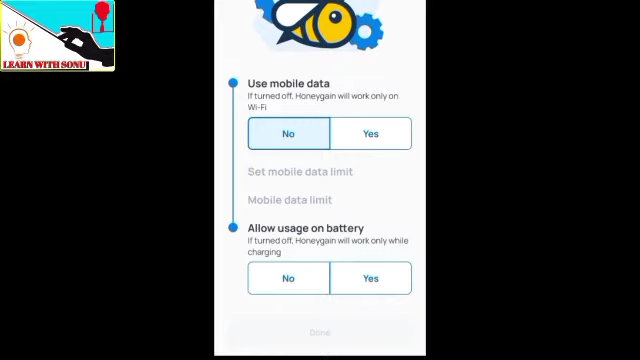 LEARN WITH SONU
Use mobile data
If turned off, Honeygain will work only on
Wi-Fi
No
Yes
Set mobile data limit
Mobile data limit
Allow usage on battery
If turned off, Honeygain will work only while
charging
No
Yes
Done